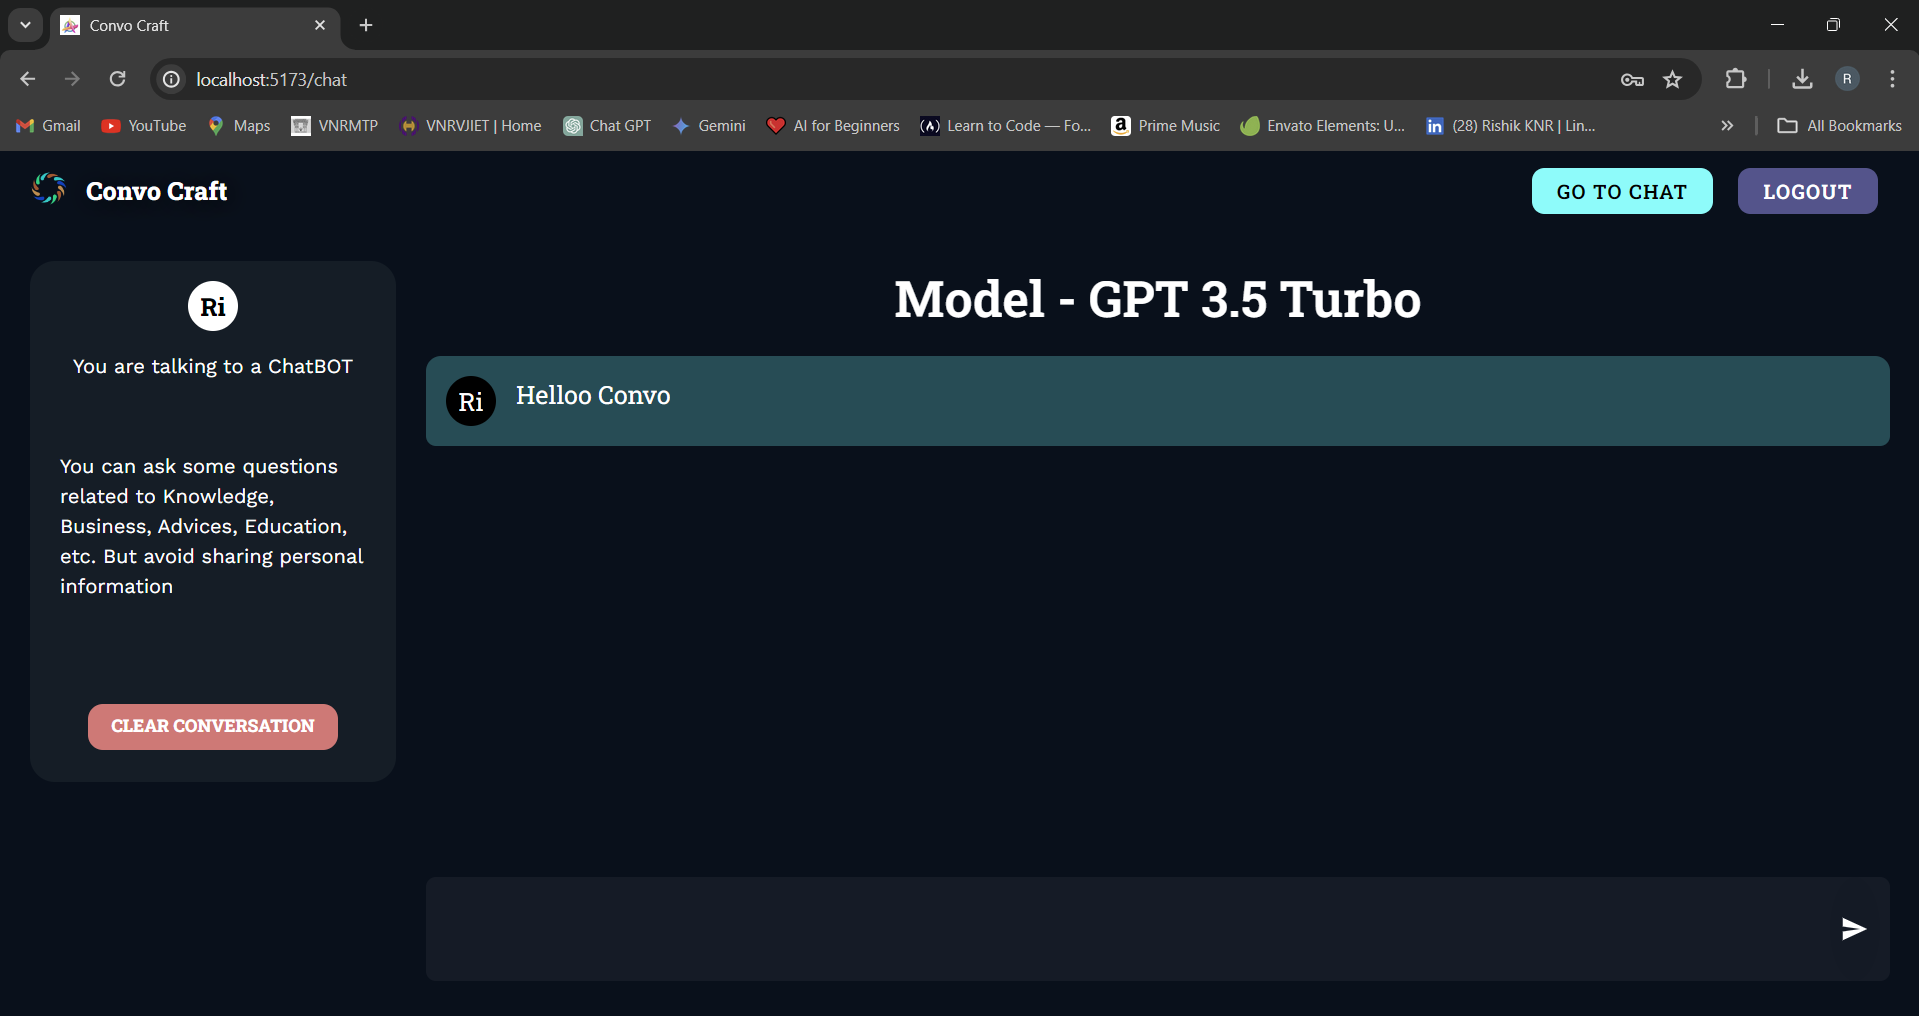 Convo Craft
localhost:5173/chat
R
Gmail YouTube Maps VNRMTP VNRVJIET | Home Chat GPT Gemini AI for Beginners Learn to Code — Fo... a Prime Music Envato Elements: U... in (28) Rishik KNR | Lin... All Bookmarks
Convo Craft GO TO CHAT LOGOUT
Ri
You are talking to a ChatBOT
You can ask some questions
related to Knowledge,
Business, Advices, Education,
etc. But avoid sharing personal
information
CLEAR CONVERSATION
Model - GPT 3.5 Turbo
Ri Helloo Convo